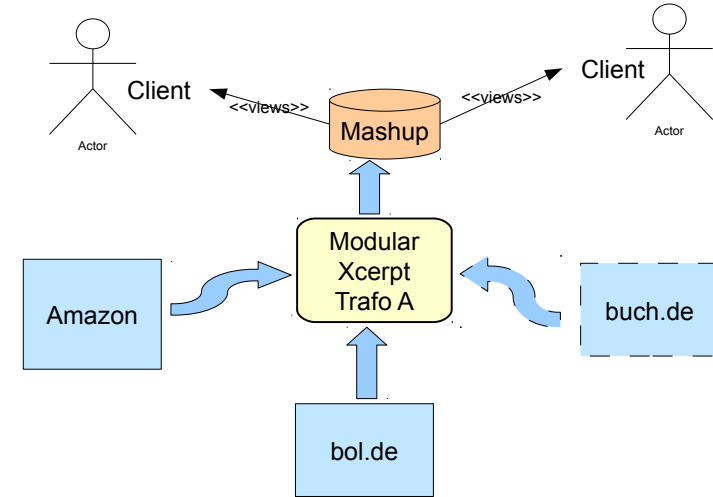 Client
Client
<<views>>
<<views>>
Mashup
Actor
Actor
Modular
Xcerpt
Trafo A
Amazon
buch.de
bol.de